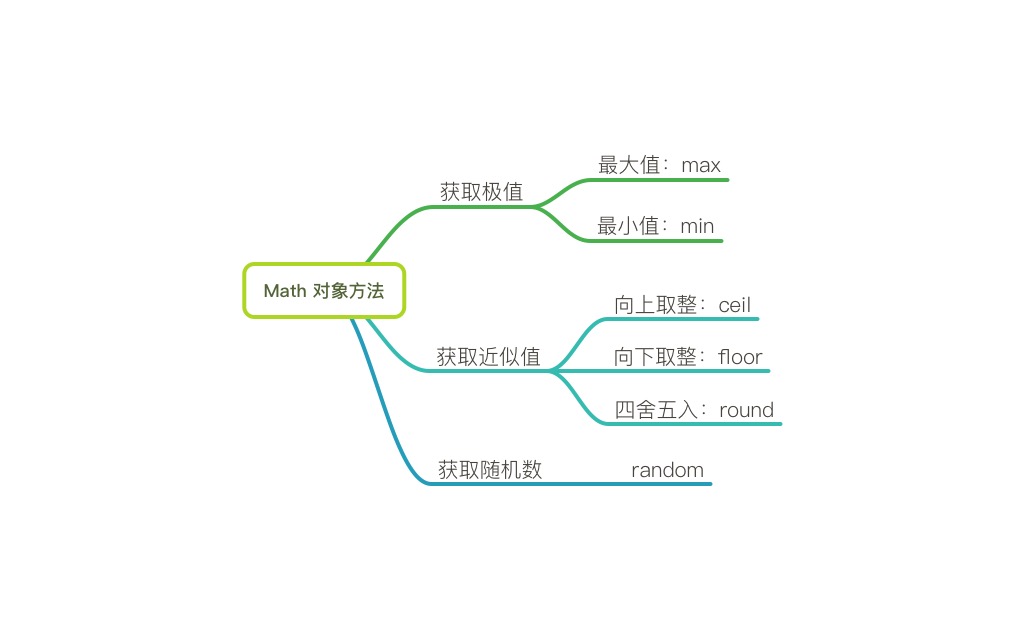 最大值：max
获取极值
最小值：min
Math 对象方法
向上取整：ceil
获取近似值
向下取整：floor
四舍五入：round
获取随机数
random